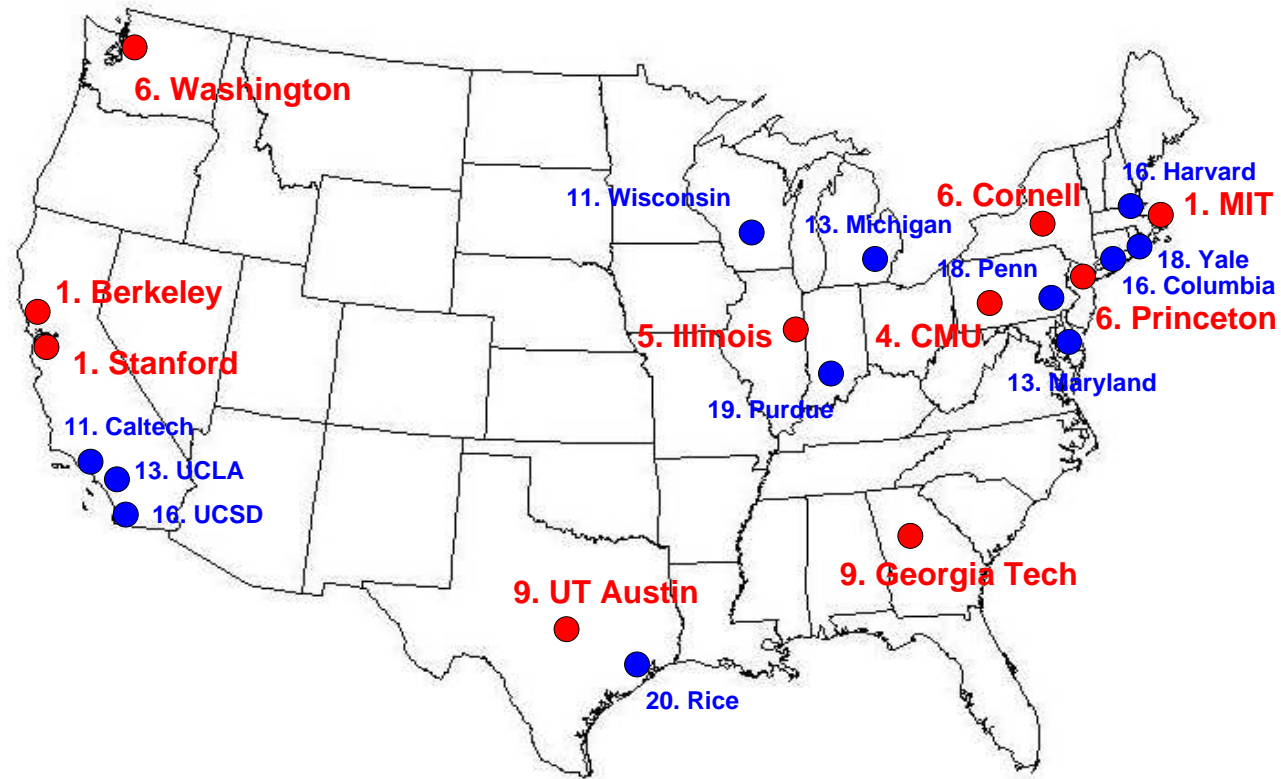 6. Washington
16. Harvard
11. Wisconsin
6. Cornell
1. MIT
13. Michigan
18. Yale
18. Penn
16. Columbia
1. Berkeley
6. Princeton
5. Illinois
4. CMU
1. Stanford
13. Maryland
19. Purdue
11. Caltech
13. UCLA
16. UCSD
9. Georgia Tech
9. UT Austin
20. Rice